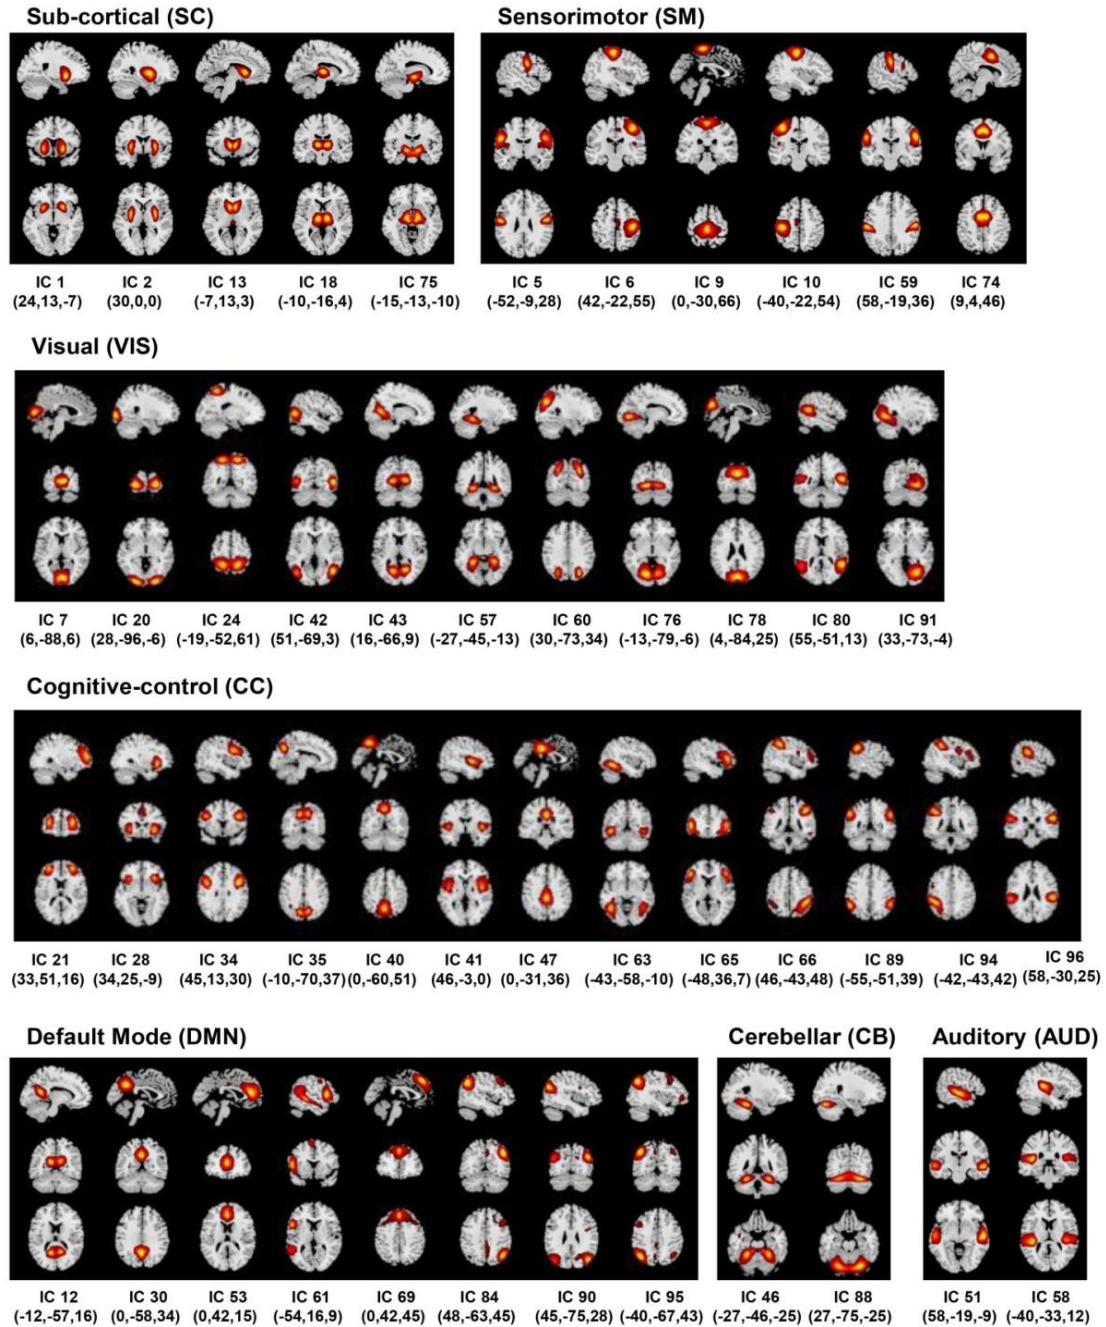 Sub-cortical (SC)
Sensorimotor (SM)
IC 1 IC 2 IC 13 IC 18 IC 75
(24,13,-7) (30,0,0) (-7,13,3) (-10,-16,4) (-15,-13,-10)
IC 5 IC 6 IC 9 IC 10 IC 59 IC 74
(-52,-9,28) (42,-22,55) (0,-30,66) (-40,-22,54) (58,-19,36) (9,4,46)
Visual (VIS)
IC 7 IC 20 IC 24 IC 42 IC 43 IC 57 IC 60 IC 76 IC 78 IC 80 IC 91
(6,-88,6) (28,-96,-6) (-19,-52,61) (51,-69,3) (16,-66,9) (-27,-45,-13) (30,-73,34) (-13,-79,-6) (4,-84,25) (55,-51,13) (33,-73,-4)
Cognitive-control (CC)
IC 21 IC 28 IC 34 IC 35 IC 40 IC 41 IC 47 IC 63 IC 65 IC 66 IC 89 IC 94 IC 96
(33,51,16) (34,25,-9) (45,13,30) (-10,-70,37) (0,-60,51) (46,-3,0) (0,-31,36) (-43,-58,-10) (-48,36,7) (46,-43,48) (-55,-51,39) (-42,-43,42) (58,-30,25)
Default Mode (DMN)
Cerebellar (CB)
Auditory (AUD)
IC 12 IC 30 IC 53 IC 61 IC 69 IC 84 IC 90 IC 95
(-12,-57,16) (0,-58,34) (0,42,15) (-54,16,9) (0,42,45) (48,-63,45) (45,-75,28) (-40,-67,43)
IC 46 IC 88
(-27,-46,-25) (27,-75,-25)
IC 51 IC 58
(58,-19,-9) (-40,-33,12)